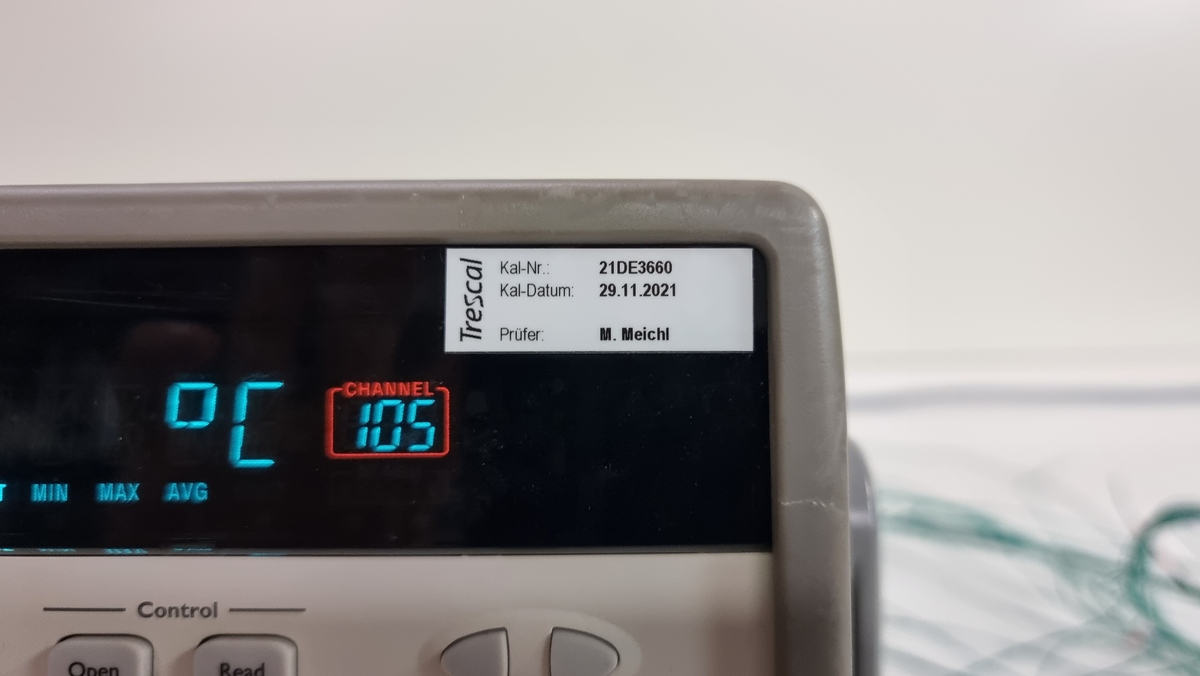 Trescal
Kal-Nr.: 21DE3660
Kal-Datum: 29.11.2021
Prüfer: M. Meichl
°C
CHANNEL
105
MIN MAX AVG
Control
Open Read